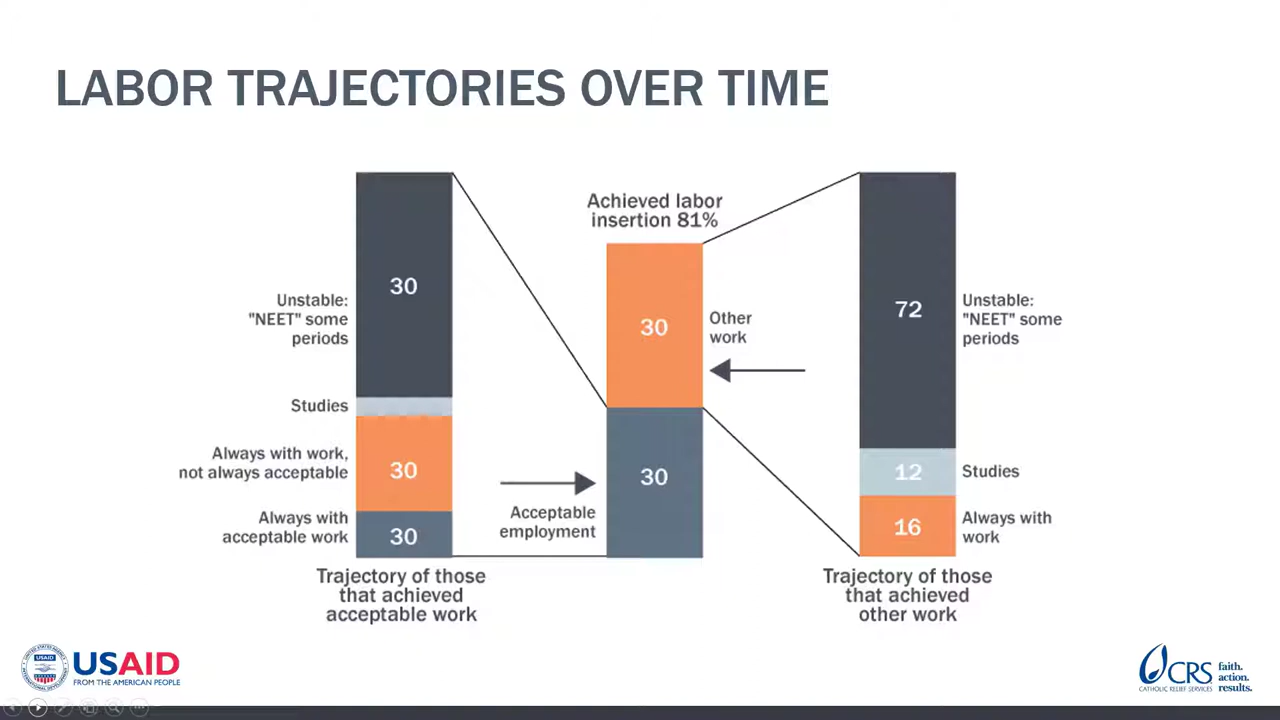 LABOR TRAJECTORIES OVER TIME
30
Unstable:
"NEET" some
periods
Studies
Always with work,
not always acceptable
30
Always with
acceptable work
30
Trajectory of those
that achieved
acceptable work
Achieved labor
insertion 81%
30
Other
work
30
Acceptable
employment
72
Unstable:
"NEET" some
periods
12
Studies
16
Always with
work
Trajectory of those
that achieved
other work
USAID
USAID
FROM THE AMERICAN PEOPLE
CRS
CATHOLIC RELIEF SERVICES
faith.
action.
results.